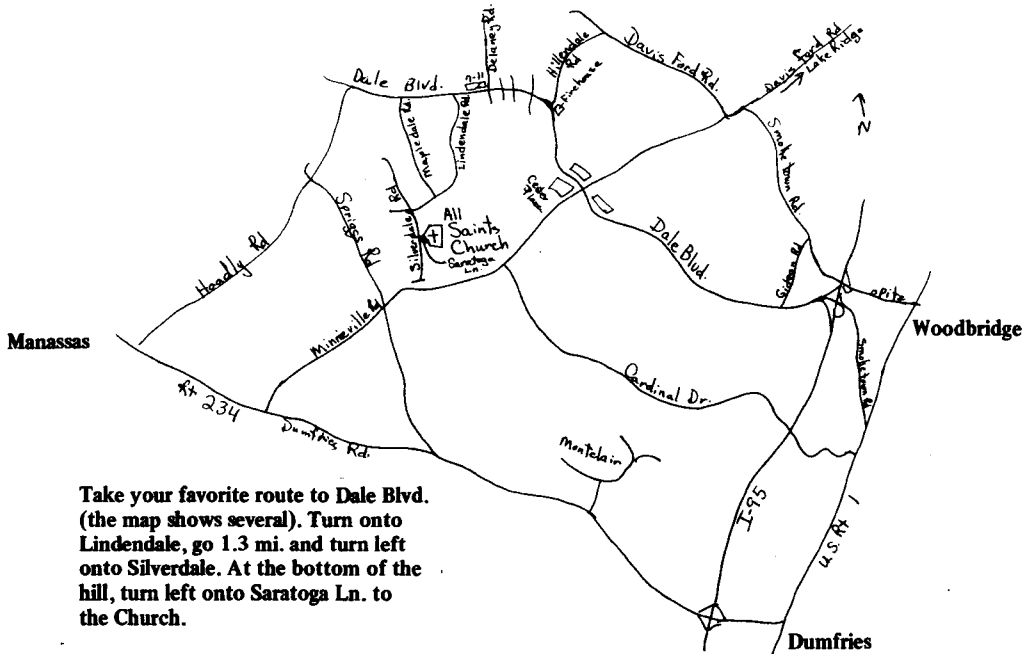 Delaney Rd.
Hillendale
Rd
Firehouse
Davis Ford Rd.
Davis Ford Rd
Lake Ridge
Dale Blvd.
7-11
Mapledale Rd.
Lindendale Rd.
N
Smoketown Rd.
Spriggs Rd
Silverdale Rd
All
Saints
Church
Saratoga
Ln.
Dale Blvd.
Gideon Rd
Hoadly Rd
Minnieville Rd
Opitz
Woodbridge
Manassas
Rt 234
Dumfries Rd.
Cardinal Dr.
Smoketown Rd
Montclair
I-95
U.S. Rt 1
Take your favorite route to Dale Blvd.
(the map shows several). Turn onto
Lindendale, go 1.3 mi. and turn left
onto Silverdale. At the bottom of the
hill, turn left onto Saratoga Ln. to
the Church.
Dumfries